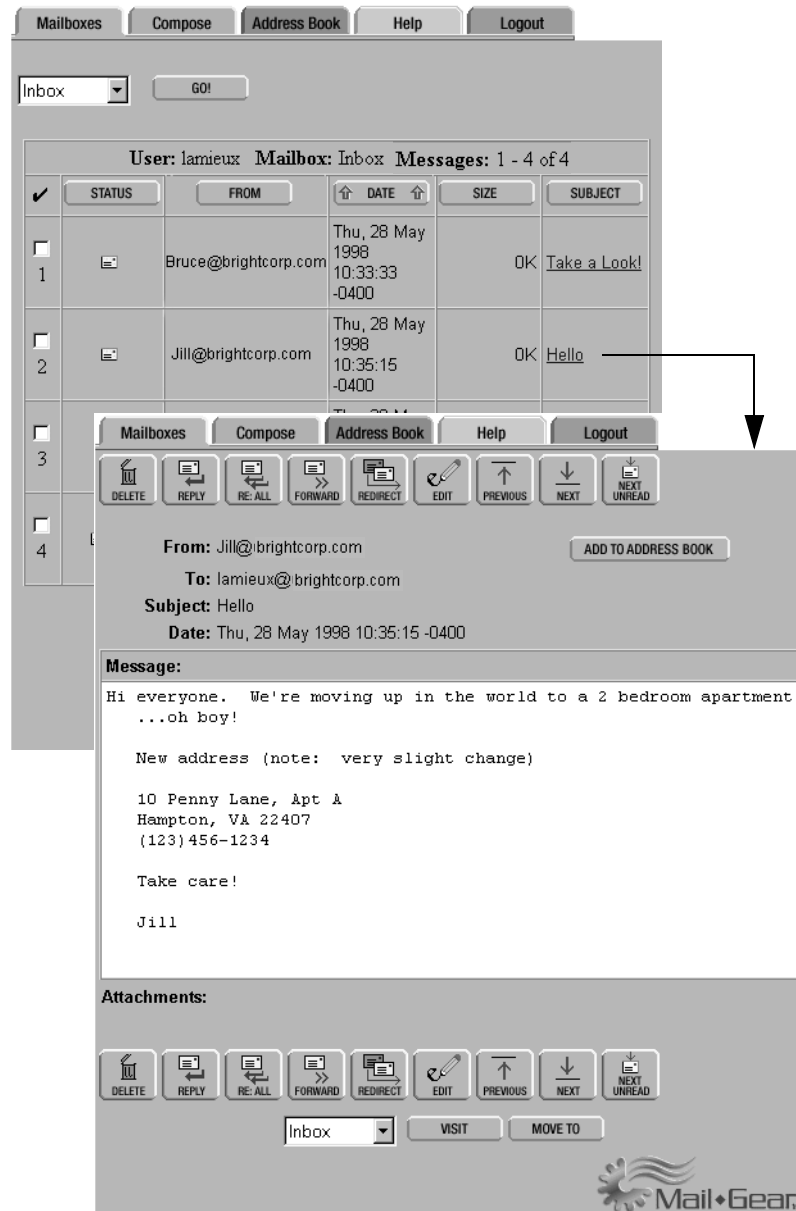 Mailboxes Compose Address Book Help Logout
Inbox GO!
User: lamieux Mailbox: Inbox Messages: 1 - 4 of 4
✔ STATUS FROM DATE SIZE SUBJECT
1 Bruce@brightcorp.com Thu, 28 May 1998 10:33:33 -0400 0K Take a Look!
2 Jill@brightcorp.com Thu, 28 May 1998 10:35:15 -0400 0K Hello
3
4
Mailboxes Compose Address Book Help Logout
DELETE REPLY RE: ALL FORWARD REDIRECT EDIT PREVIOUS NEXT NEXT UNREAD
From: Jill@brightcorp.com ADD TO ADDRESS BOOK
To: lamieux@brightcorp.com
Subject: Hello
Date: Thu, 28 May 1998 10:35:15 -0400
Message:
Hi everyone. We're moving up in the world to a 2 bedroom apartment
...oh boy!
New address (note: very slight change)
10 Penny Lane, Apt A
Hampton, VA 22407
(123)456-1234
Take care!
Jill
Attachments:
DELETE REPLY RE: ALL FORWARD REDIRECT EDIT PREVIOUS NEXT NEXT UNREAD
Inbox VISIT MOVE TO
Mail•Gear